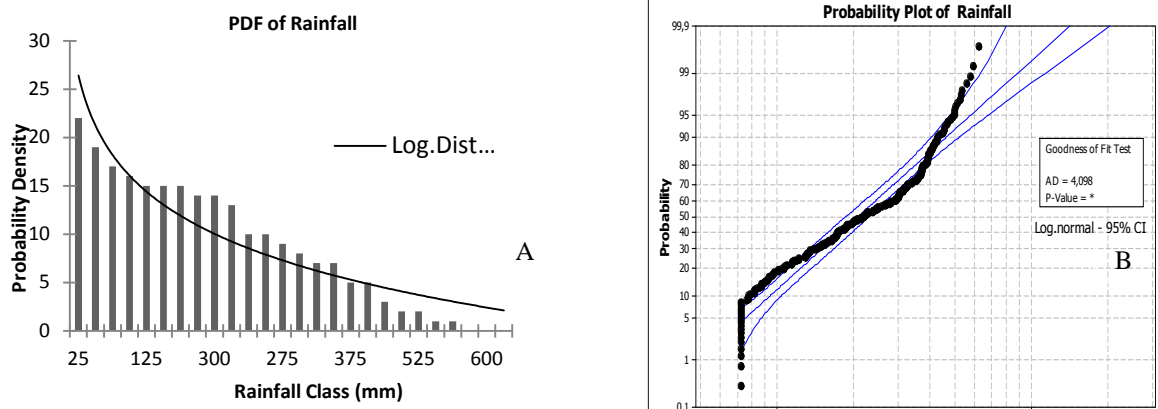 PDF of Rainfall
30
25
20
15
10
5
0
Probability Density
Log.Dist...
A
25 125 300 275 375 525 600
Rainfall Class (mm)
Probability Plot of Rainfall
99,9
99
95
90
80
70
60
50
40
30
20
10
5
1
0,1
Probability
Goodness of Fit Test
AD = 4,098
P-Value = *
Log.normal - 95% CI
B